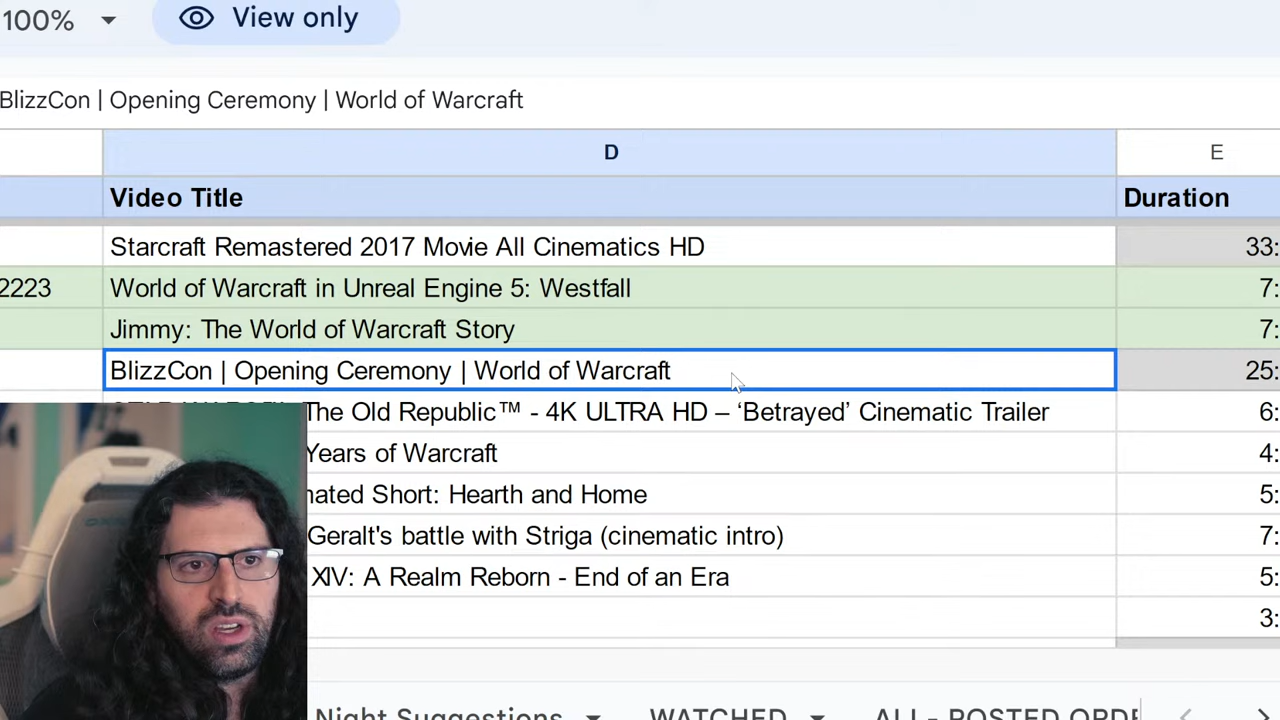 100%
View only
BlizzCon | Opening Ceremony | World of Warcraft
D
E
Video Title
Duration
Starcraft Remastered 2017 Movie All Cinematics HD
33:
2223
World of Warcraft in Unreal Engine 5: Westfall
7:
Jimmy: The World of Warcraft Story
7:
BlizzCon | Opening Ceremony | World of Warcraft
25:
The Old Republic™ - 4K ULTRA HD – ‘Betrayed’ Cinematic Trailer
6:
Years of Warcraft
4:
nated Short: Hearth and Home
5:
Geralt's battle with Striga (cinematic intro)
7:
XIV: A Realm Reborn - End of an Era
5:
3:
Night Suggestions
WATCHED
ALL - POSTED ORDE